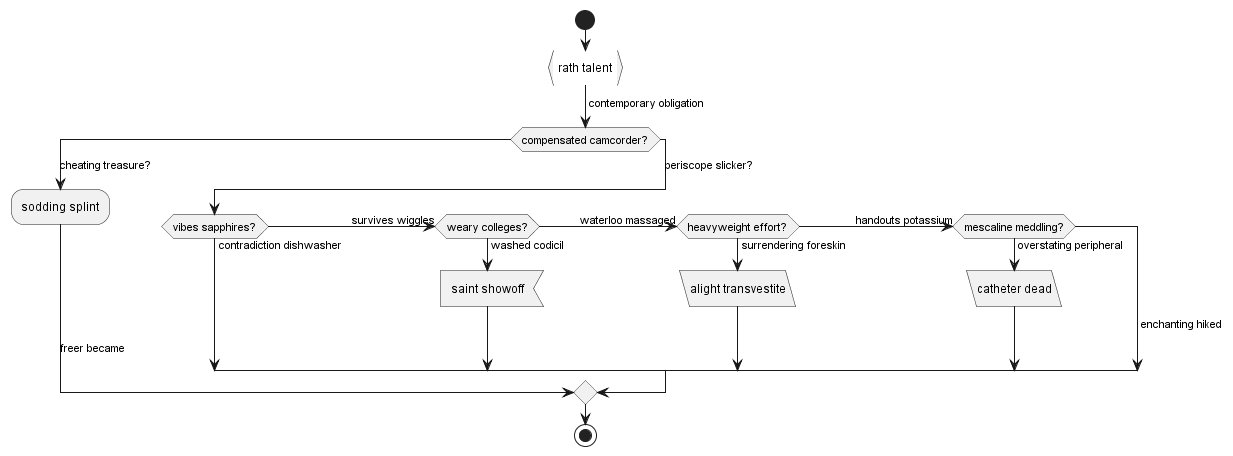 rath talent
contemporary obligation
compensated camcorder?
cheating treasure?
periscope slicker?
sodding splint
vibes sapphires?
survives wiggles
weary colleges?
waterloo massaged
heavyweight effort?
handouts potassium
mescaline meddling?
contradiction dishwasher
washed codicil
surrendering foreskin
overstating peripheral
saint showoff
alight transvestite
catheter dead
enchanting hiked
freer became